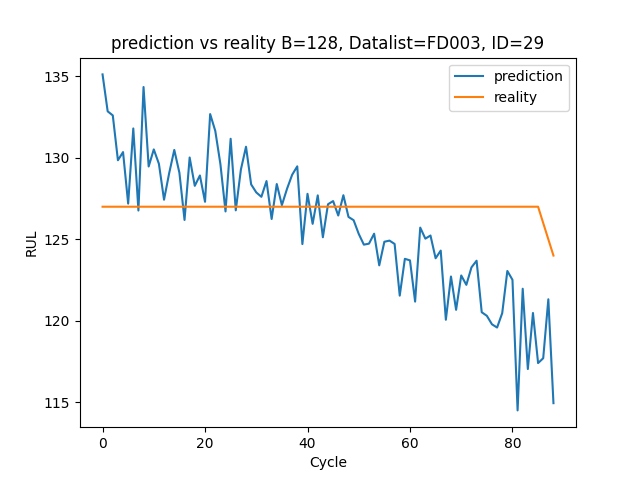 prediction vs reality B=128, Datalist=FD003, ID=29
prediction
reality
135
130
125
120
115
RUL
0 20 40 60 80
Cycle